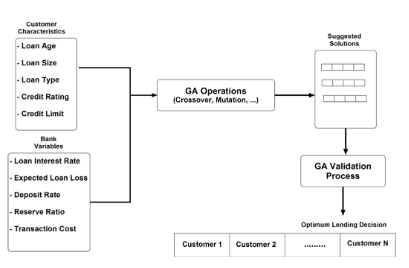 Customer
Characteristics
- Loan Age
- Loan Size
- Loan Type
- Credit Rating
- Credit Limit
Bank
Variables
- Loan Interest Rate
- Expected Loan Loss
- Deposit Rate
- Reserve Ratio
- Transaction Cost
GA Operations
(Crossover, Mutation, ...)
Suggested
Solutions
GA Validation
Process
Optimum Lending Decision
Customer 1 Customer 2 ......... Customer N